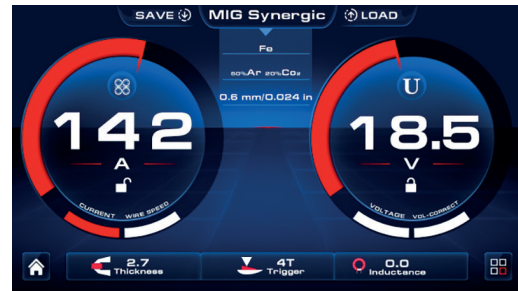 SAVE
MIG Synergic
LOAD
Fe
80%Ar 20%Co₂
0.6 mm/0.024 in
142
A
CURRENT WIRE SPEED
U
18.5
V
VOLTAGE VOL-CORRECT
2.7
Thickness
4T
Trigger
0.0
Inductance